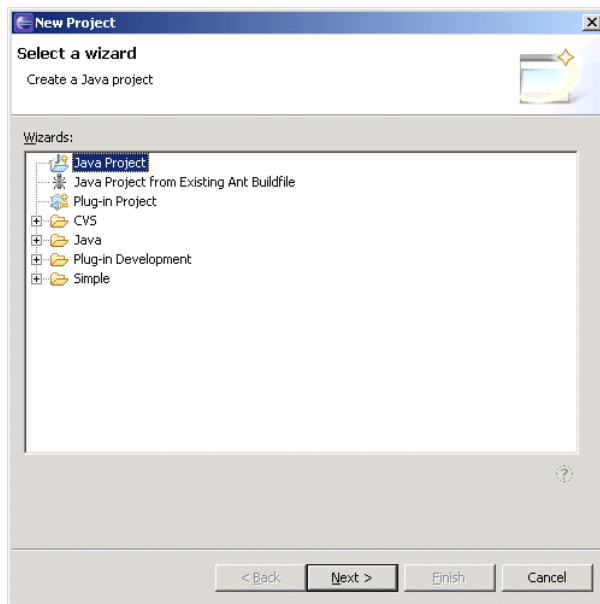 New Project
Select a wizard
Create a Java project
Wizards:
Java Project
Java Project from Existing Ant Buildfile
Plug-in Project
CVS
Java
Plug-in Development
Simple
?
< Back Next > Finish Cancel